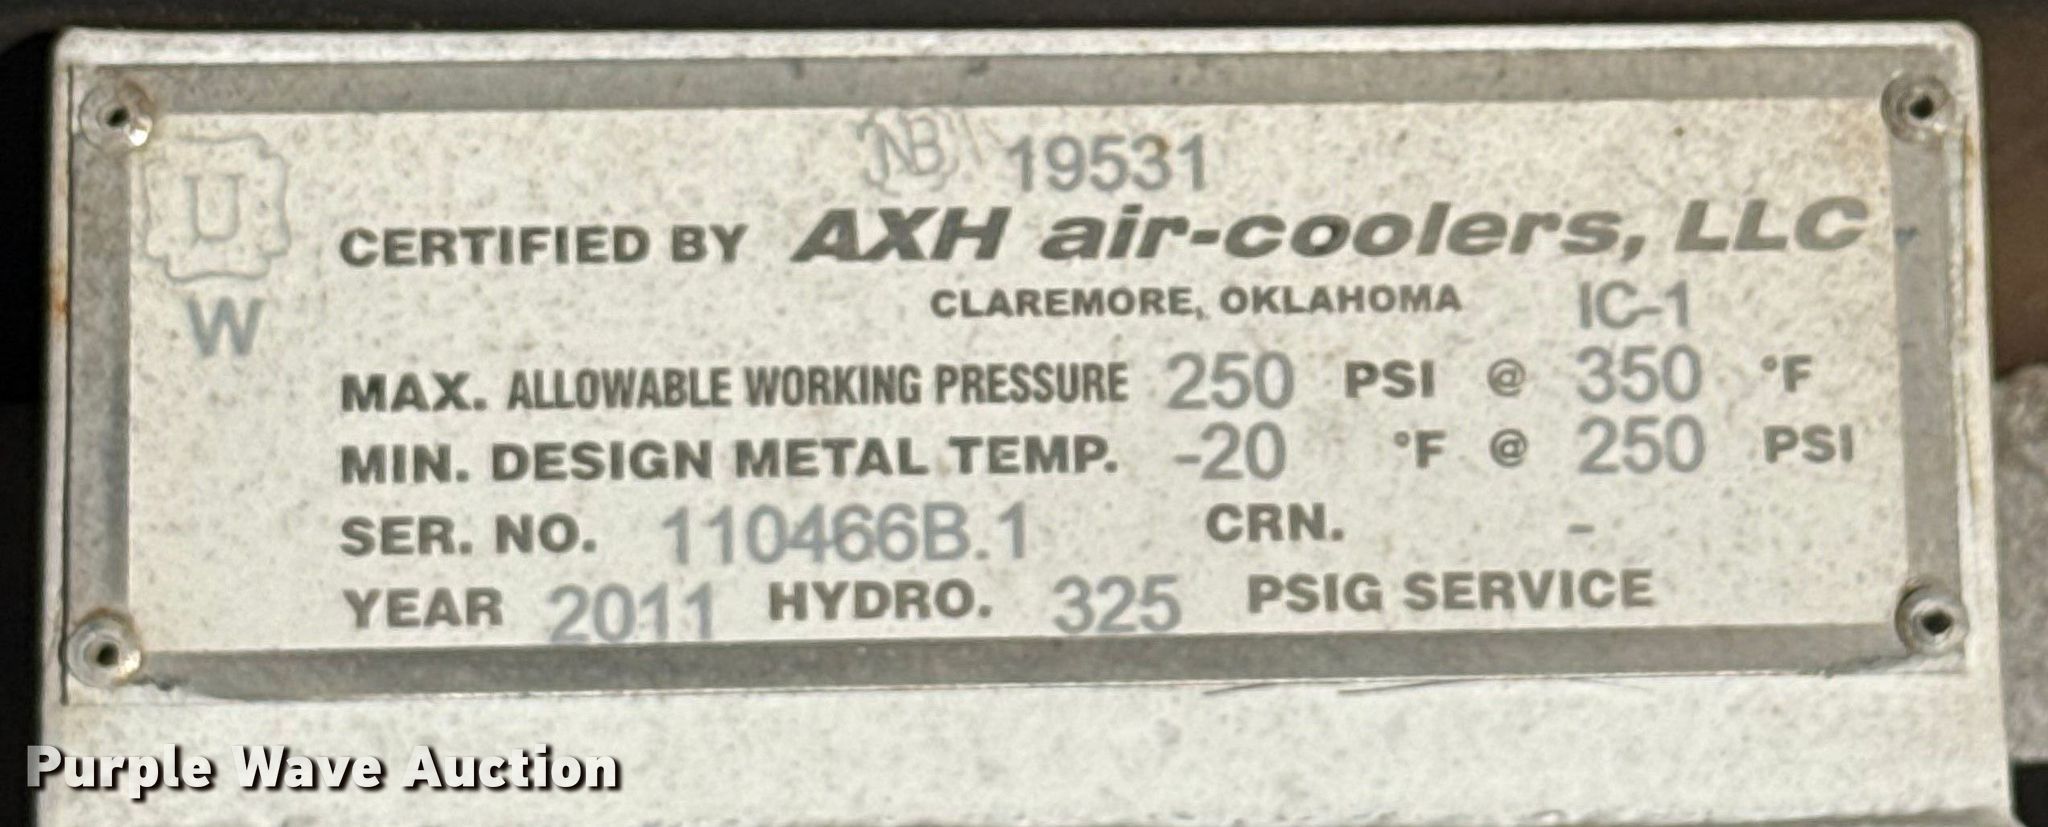 NB 19531
U
CERTIFIED BY AXH air-coolers, LLC
CLAREMORE, OKLAHOMA IC-1
W
MAX. ALLOWABLE WORKING PRESSURE 250 PSI @ 350 °F
MIN. DESIGN METAL TEMP. -20 °F @ 250 PSI
SER. NO. 110466B.1 CRN. -
YEAR 2011 HYDRO. 325 PSIG SERVICE
Purple Wave Auction